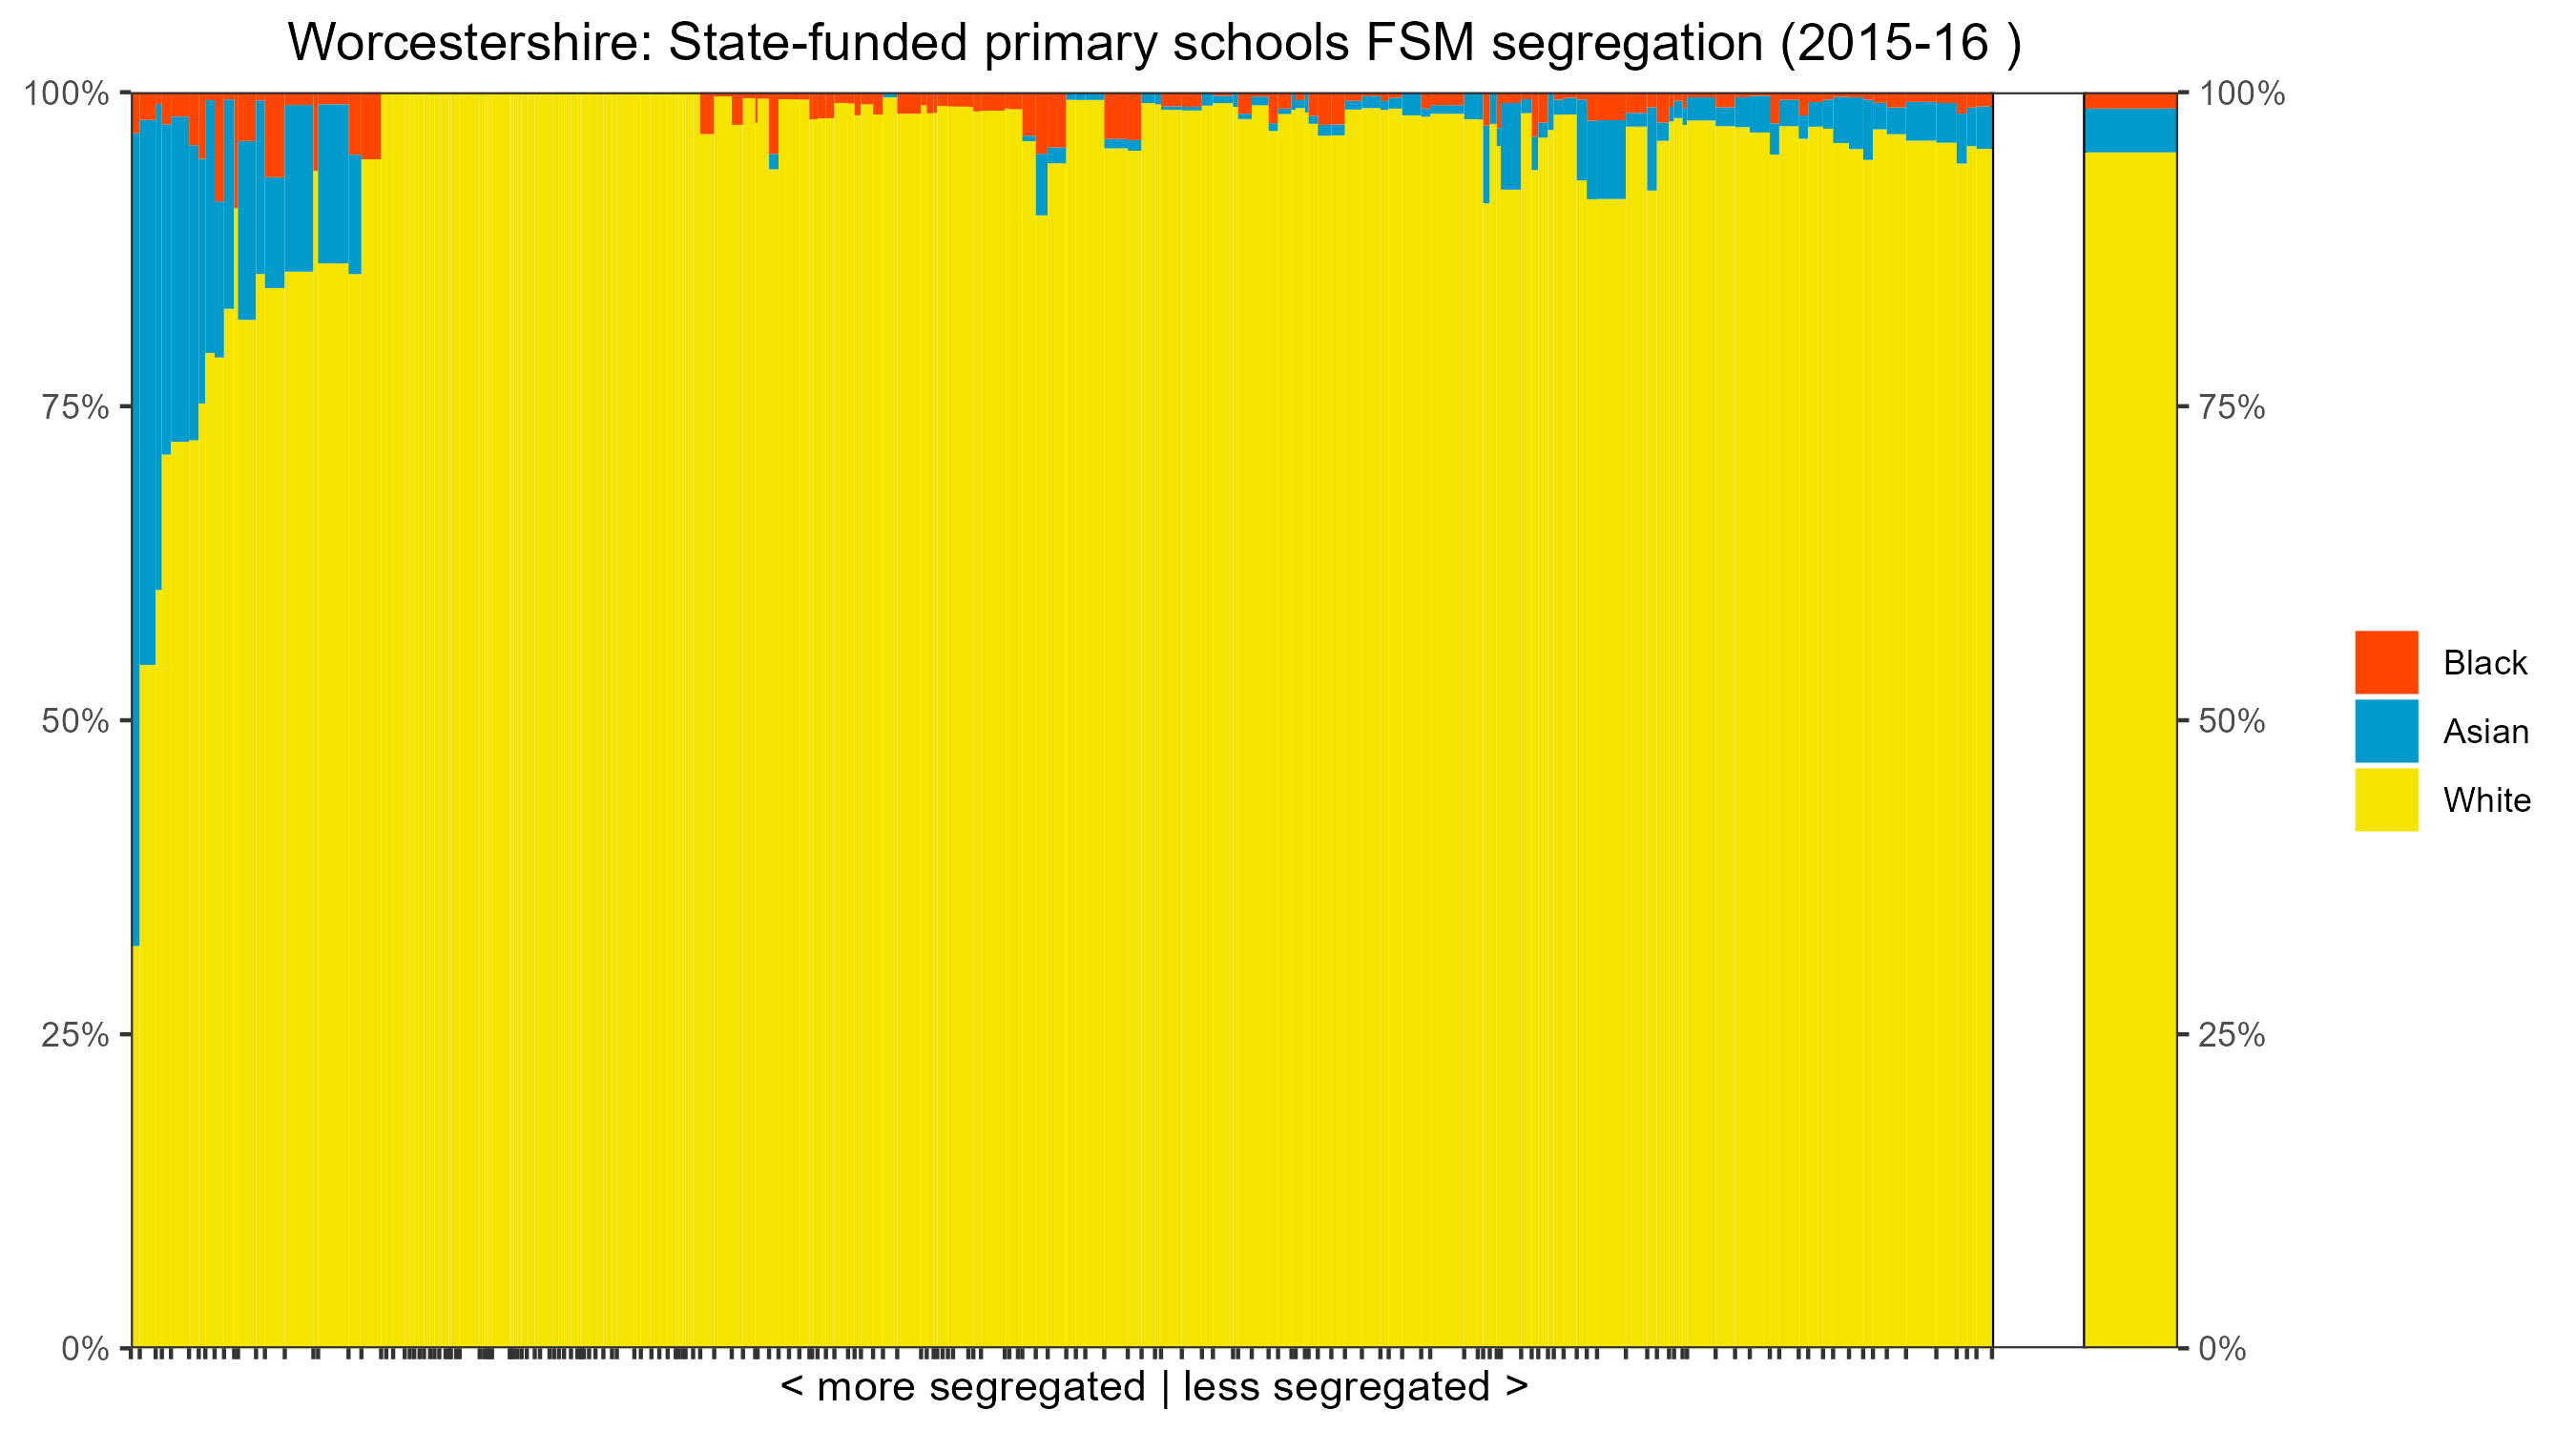 Worcestershire: State-funded primary schools FSM segregation (2015-16 )
100%
75%
50%
25%
0%
100%
75%
50%
25%
0%
Black
Asian
White
< more segregated | less segregated >